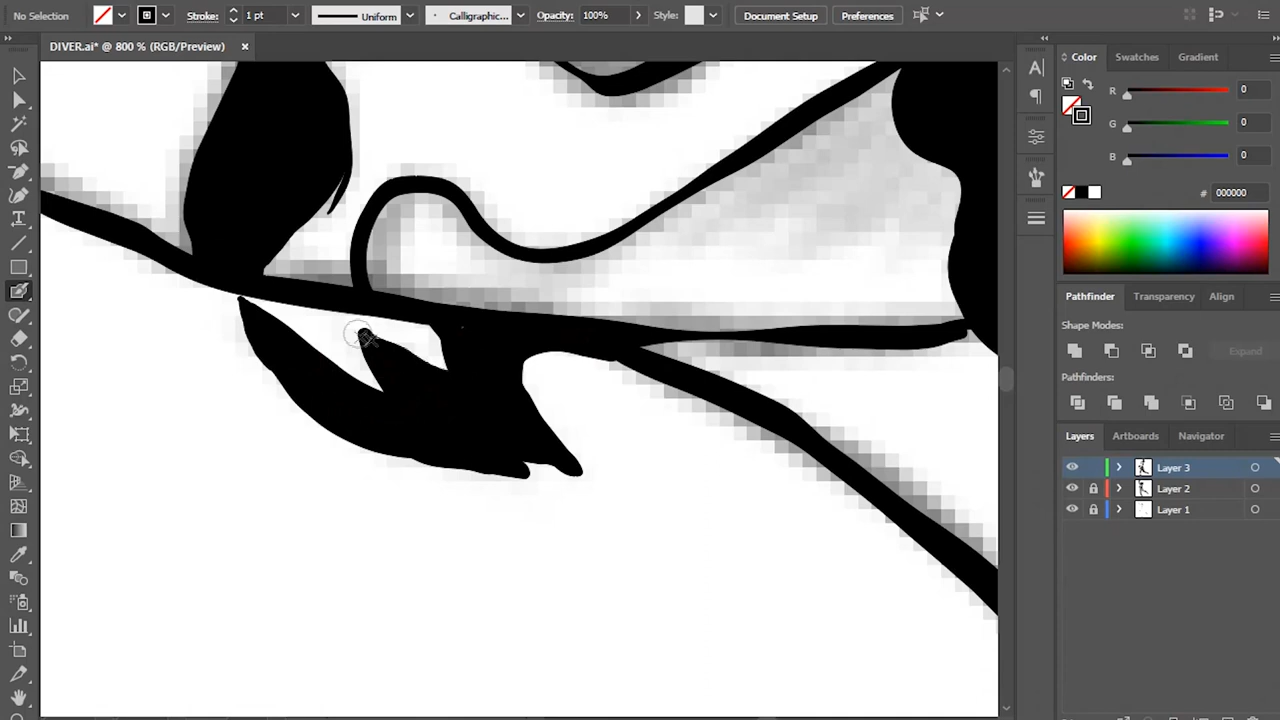 No Selection Stroke: 1 pt Uniform Calligraphic... Opacity: 100% Style: Document Setup Preferences
DIVER.ai* @ 800 % (RGB/Preview) ×
Color Swatches Gradient
R 0
G 0
B 0
# 000000
Pathfinder Transparency Align
Shape Modes:
Expand
Pathfinders:
Layers Artboards Navigator
Layer 3
Layer 2
Layer 1